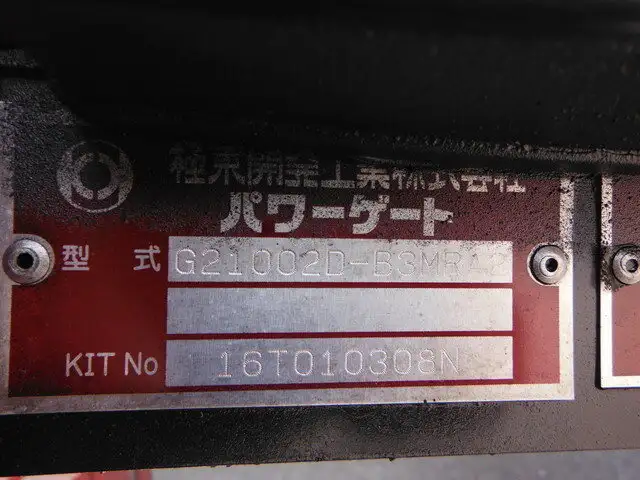 極東開発工業株式会社
パワーゲート
型 式 G21002D-B3MRA2
KIT No 16T010308N